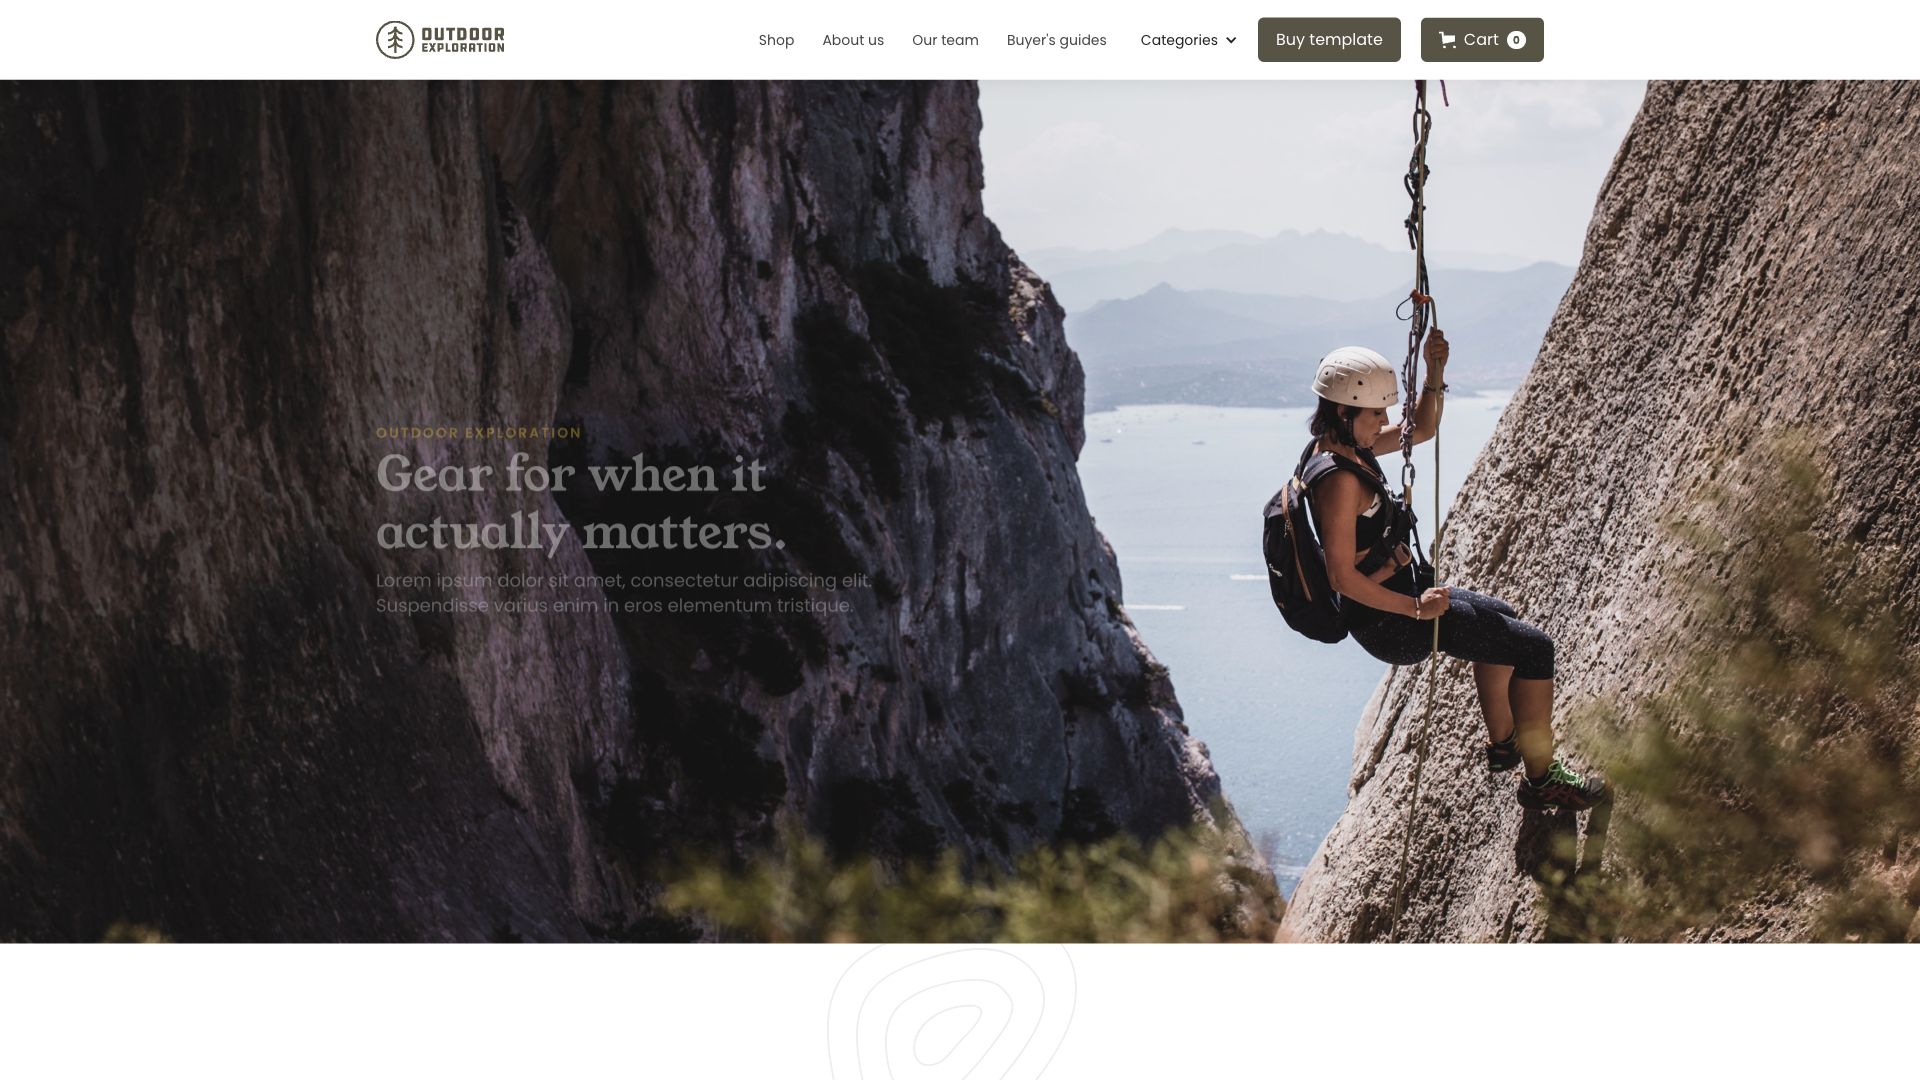 OUTDOOR
EXPLORATION
Shop
About us
Our team
Buyer's guides
Categories
Buy template
Cart 0
OUTDOOR EXPLORATION
Gear for when it
actually matters.
Lorem ipsum dolor sit amet, consectetur adipiscing elit.
Suspendisse varius enim in eros elementum tristique.